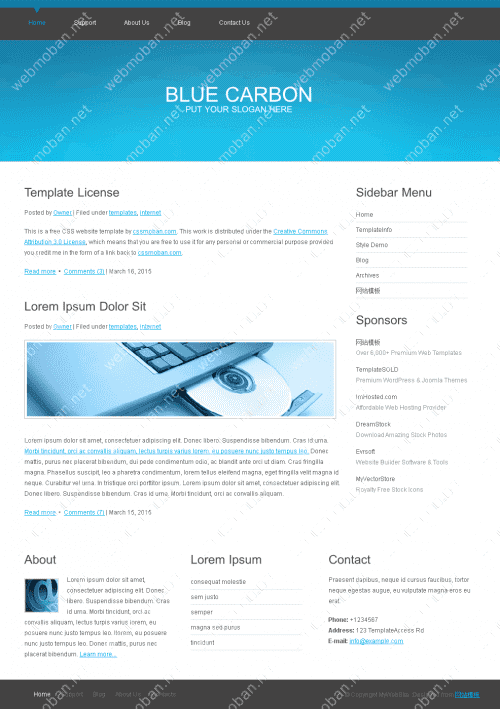 Home Support About Us Blog Contact Us
BLUE CARBON
PUT YOUR SLOGAN HERE
Template License
Posted by Owner | Filed under templates, internet
This is a free CSS website template by cssmoban.com. This work is distributed under the Creative Commons
Attribution 3.0 License, which means that you are free to use it for any personal or commercial purpose provided
you credit me in the form of a link back to cssmoban.com.
Read more • Comments (3) | March 16, 2015
Lorem Ipsum Dolor Sit
Posted by Owner | Filed under templates, internet
Lorem ipsum dolor sit amet, consectetuer adipiscing elit. Donec libero. Suspendisse bibendum. Cras id urna.
Morbi tincidunt, orci ac convallis aliquam, lectus turpis varius lorem, eu posuere nunc justo tempus leo. Donec
mattis, purus nec placerat bibendum, dui pede condimentum odio, ac blandit ante orci ut diam. Cras fringilla
magna. Phasellus suscipit, leo a pharetra condimentum, lorem tellus eleifend magna, eget fringilla velit magna id
neque. Curabitur vel urna. In tristique orci porttitor ipsum. Lorem ipsum dolor sit amet, consectetuer adipiscing elit.
Donec libero. Suspendisse bibendum. Cras id urna. Morbi tincidunt, orci ac convallis aliquam.
Read more • Comments (7) | March 15, 2015
Sidebar Menu
Home
TemplateInfo
Style Demo
Blog
Archives
网站模板
Sponsors
网站模板
Over 6,000+ Premium Web Templates
TemplateSOLD
Premium WordPress & Joomla Themes
ImHosted.com
Affordable Web Hosting Provider
DreamStock
Download Amazing Stock Photos
Evrsoft
Website Builder Software & Tools
MyVectorStore
Royalty Free Stock Icons
About
Lorem ipsum dolor sit amet,
consectetuer adipiscing elit. Donec
libero. Suspendisse bibendum. Cras
id urna. Morbi tincidunt, orci ac
convallis aliquam, lectus turpis varius lorem, eu
posuere nunc justo tempus leo. lorem, eu posuere
nunc justo tempus leo. Donec mattis, purus nec
placerat bibendum. Learn more...
Lorem Ipsum
consequat molestie
sem justo
semper
magna sed purus
tincidunt
Contact
Praesent dapibus, neque id cursus faucibus, tortor
neque egestas augue, eu vulputate magna eros eu
erat.
Phone: +1234567
Address: 123 TemplateAccess Rd
E-mail: info@example.com
Home Support Blog About Us
网站模板
webmoban.net